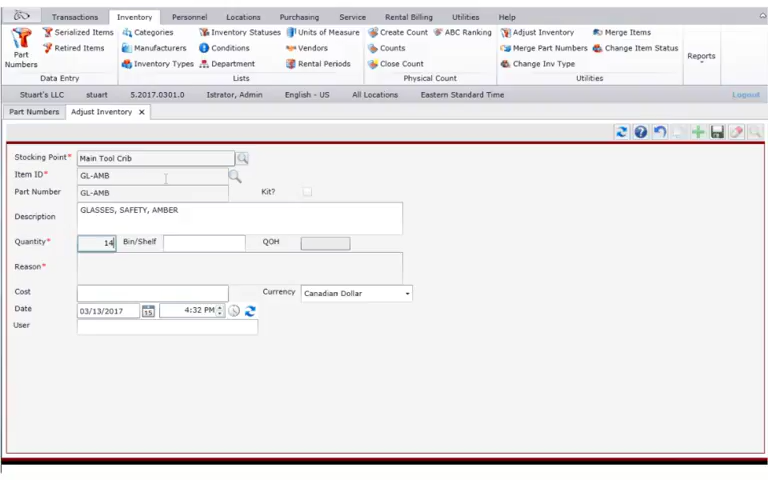 Transactions Inventory Personnel Locations Purchasing Service Rental Billing Utilities Help
Part Numbers
Serialized Items
Retired Items
Data Entry
Categories
Manufacturers
Inventory Types
Inventory Statuses
Conditions
Department
Units of Measure
Vendors
Rental Periods
Lists
Create Count
Counts
Close Count
ABC Ranking
Physical Count
Adjust Inventory
Merge Part Numbers
Change Inv Type
Merge Items
Change Item Status
Utilities
Reports
Stuart's LLC stuart 5.2017.0301.0 Istrator, Admin English - US All Locations Eastern Standard Time Logout
Part Numbers Adjust Inventory X
Stocking Point* Main Tool Crib
Item ID* GL-AMB
Part Number GL-AMB Kit?
Description GLASSES, SAFETY, AMBER
Quantity* 14 Bin/Shelf QOH
Reason*
Cost Currency Canadian Dollar
Date 03/13/2017 15 4:32 PM
User